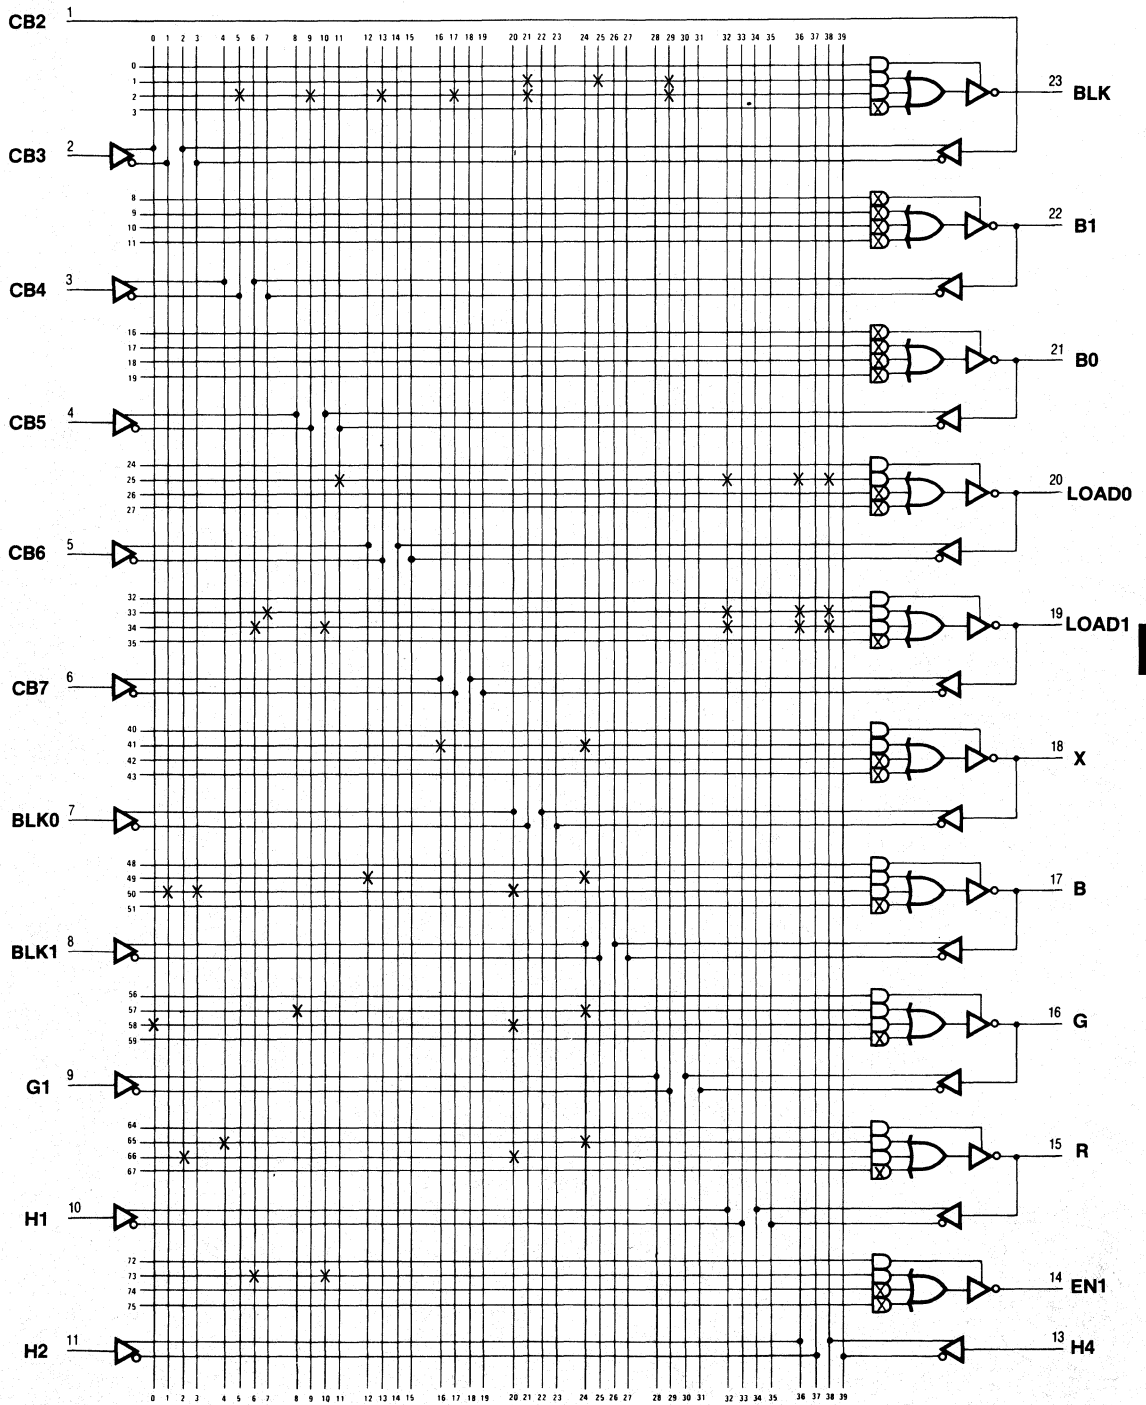 CB2 1
0 1 2 3 4 5 6 7 8 9 10 11 12 13 14 15 16 17 18 19 20 21 22 23 24 25 26 27 28 29 30 31 32 33 34 35 36 37 38 39
0
1
2
3
23 BLK
CB3 2
8
9
10
11
22 B1
CB4 3
16
17
18
19
21 B0
CB5 4
24
25
26
27
20 LOAD0
CB6 5
32
33
34
35
19 LOAD1
CB7 6
40
41
42
43
18 X
BLK0 7
48
49
50
51
17 B
BLK1 8
56
57
58
59
16 G
G1 9
64
65
66
67
15 R
H1 10
72
73
74
75
14 EN1
H2 11
13 H4
0 1 2 3 4 5 6 7 8 9 10 11 12 13 14 15 16 17 18 19 20 21 22 23 24 25 26 27 28 29 30 31 32 33 34 35 36 37 38 39